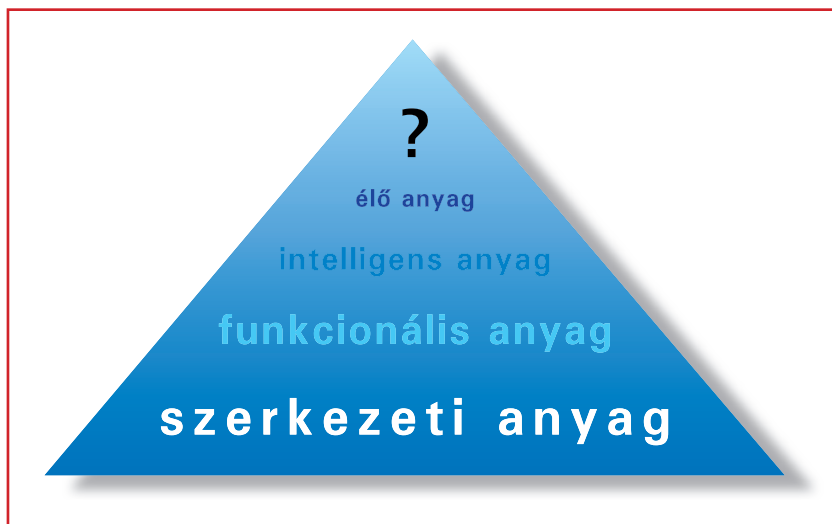 ?
élő anyag
intelligens anyag
funkcionális anyag
szerkezeti anyag